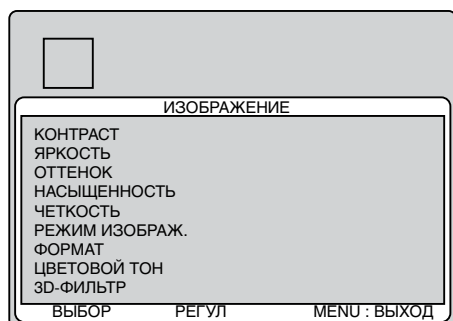 ИЗОБРАЖЕНИЕ
КОНТРАСТ
ЯРКОСТЬ
ОТТЕНОК
НАСЫЩЕННОСТЬ
ЧЕТКОСТЬ
РЕЖИМ ИЗОБРАЖ.
ФОРМАТ
ЦВЕТОВОЙ ТОН
3D-ФИЛЬТР
ВЫБОР РЕГУЛ MENU : ВЫХОД